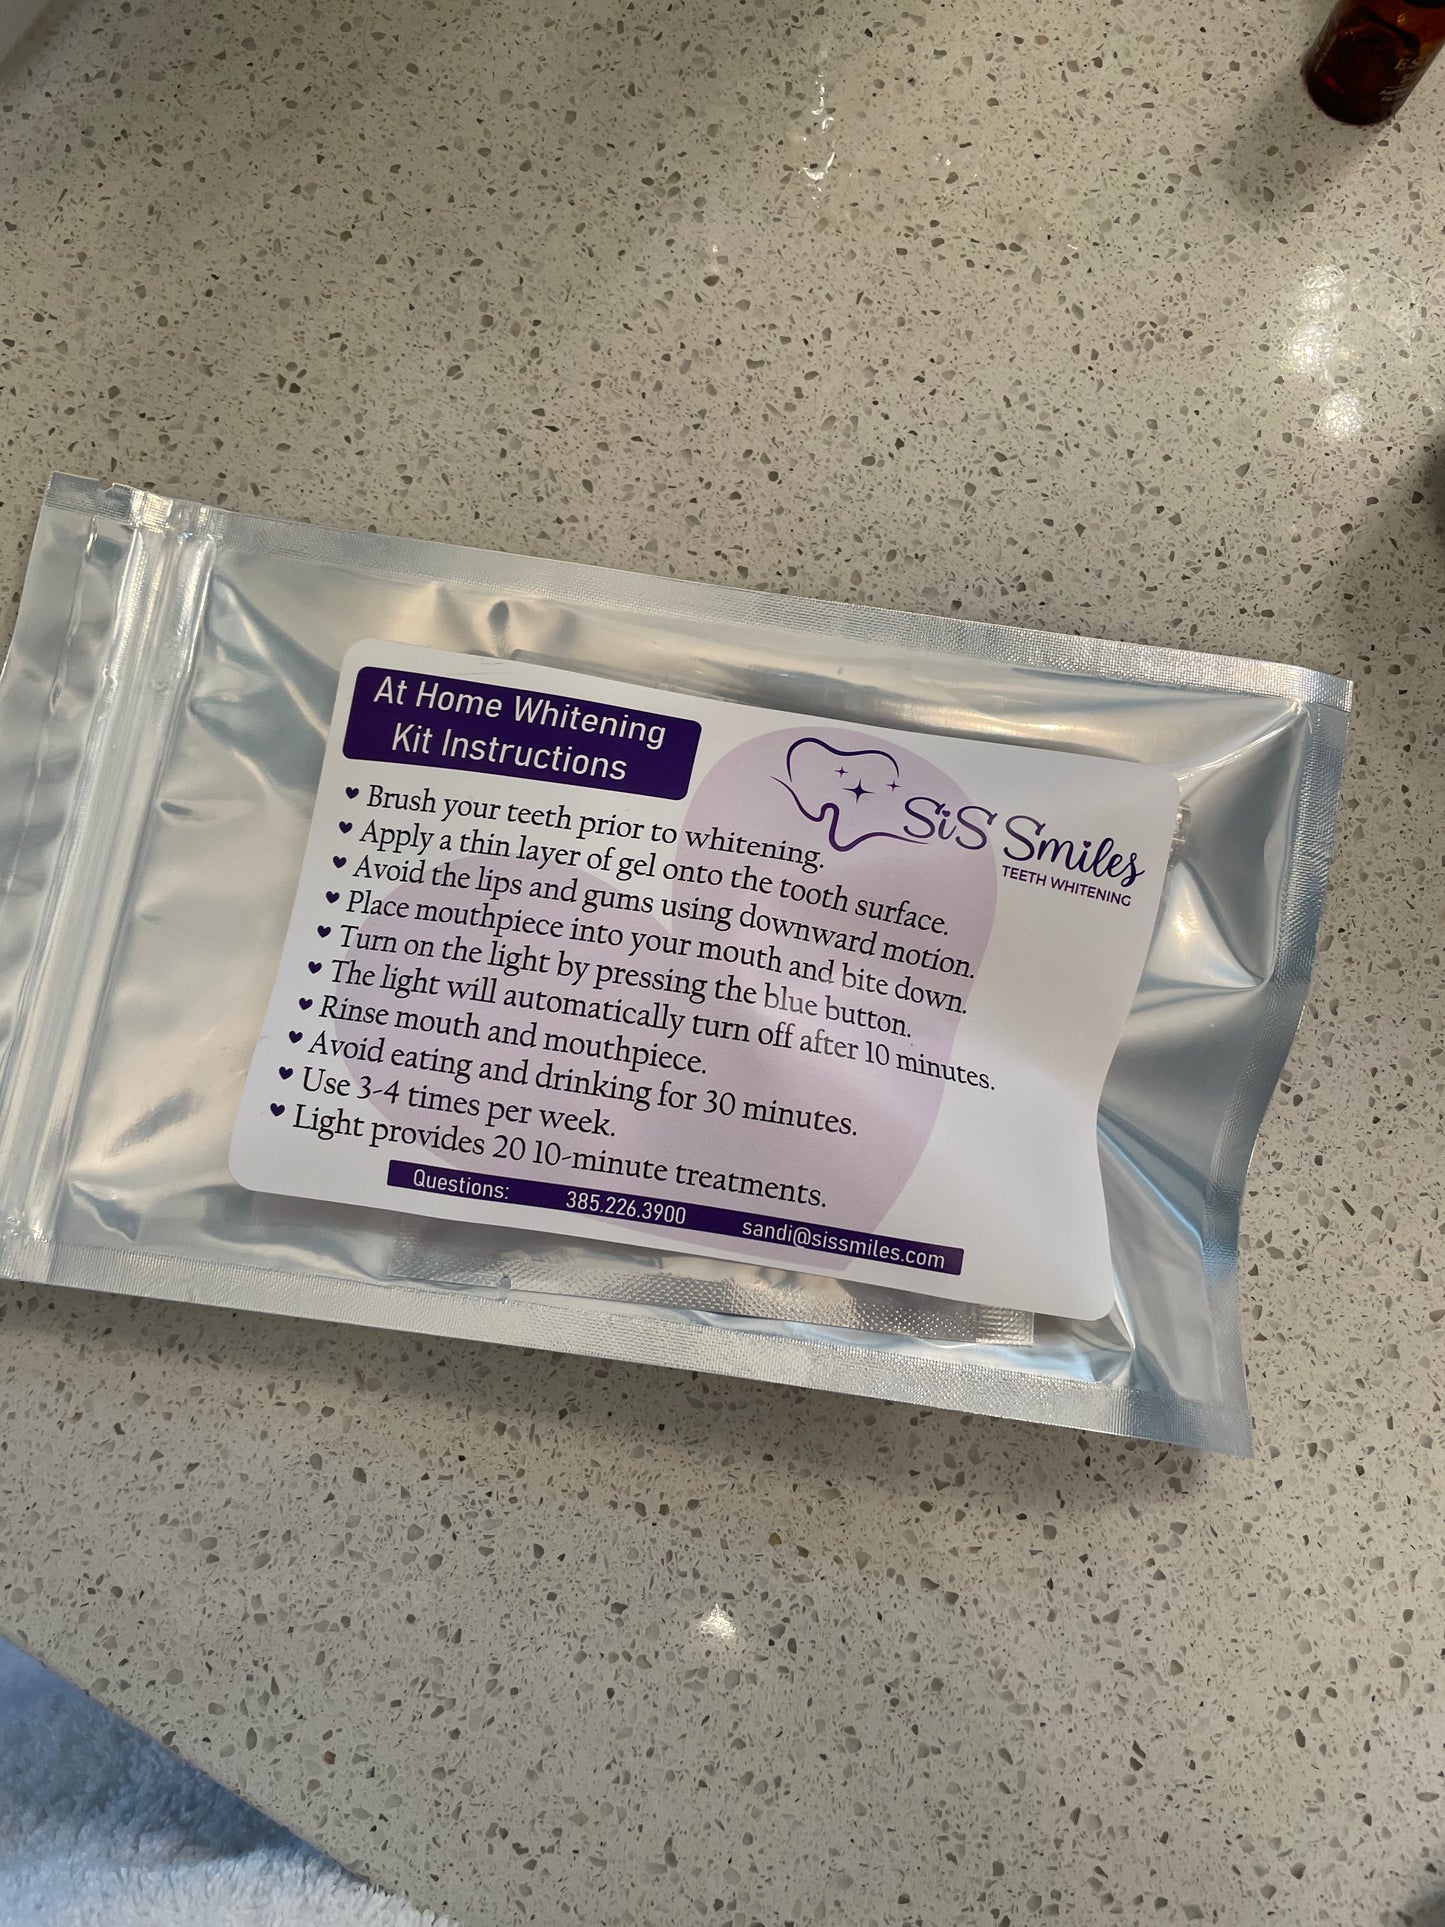 At Home Whitening
Kit Instructions
SiS Smiles
TEETH WHITENING
Brush your teeth prior to whitening.
Apply a thin layer of gel onto the tooth surface.
Avoid the lips and gums using downward motion.
Place mouthpiece into your mouth and bite down.
Turn on the light by pressing the blue button.
The light will automatically turn off after 10 minutes.
Rinse mouth and mouthpiece.
Avoid eating and drinking for 30 minutes.
Use 3-4 times per week.
Light provides 20 10-minute treatments.
Questions: 385.226.3900 sandi@sissmiles.com